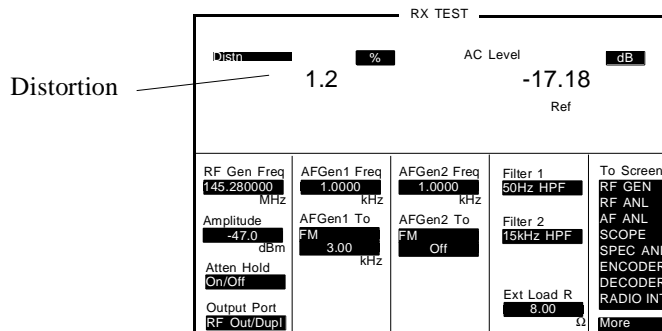 RX TEST
Distn % AC Level dB
Distortion
1.2 -17.18
Ref
RF Gen Freq
145.280000
MHz
Amplitude
-47.0
dBm
Atten Hold
On/Off
Output Port
RF Out/Dupl
AFGen1 Freq
1.0000
kHz
AFGen1 To
FM
3.00
kHz
AFGen2 Freq
1.0000
kHz
AFGen2 To
FM
Off
Filter 1
50Hz HPF
Filter 2
15kHz HPF
Ext Load R
8.00
Ω
To Screen
RF GEN
RF ANL
AF ANL
SCOPE
SPEC ANL
ENCODER
DECODER
RADIO INT
More